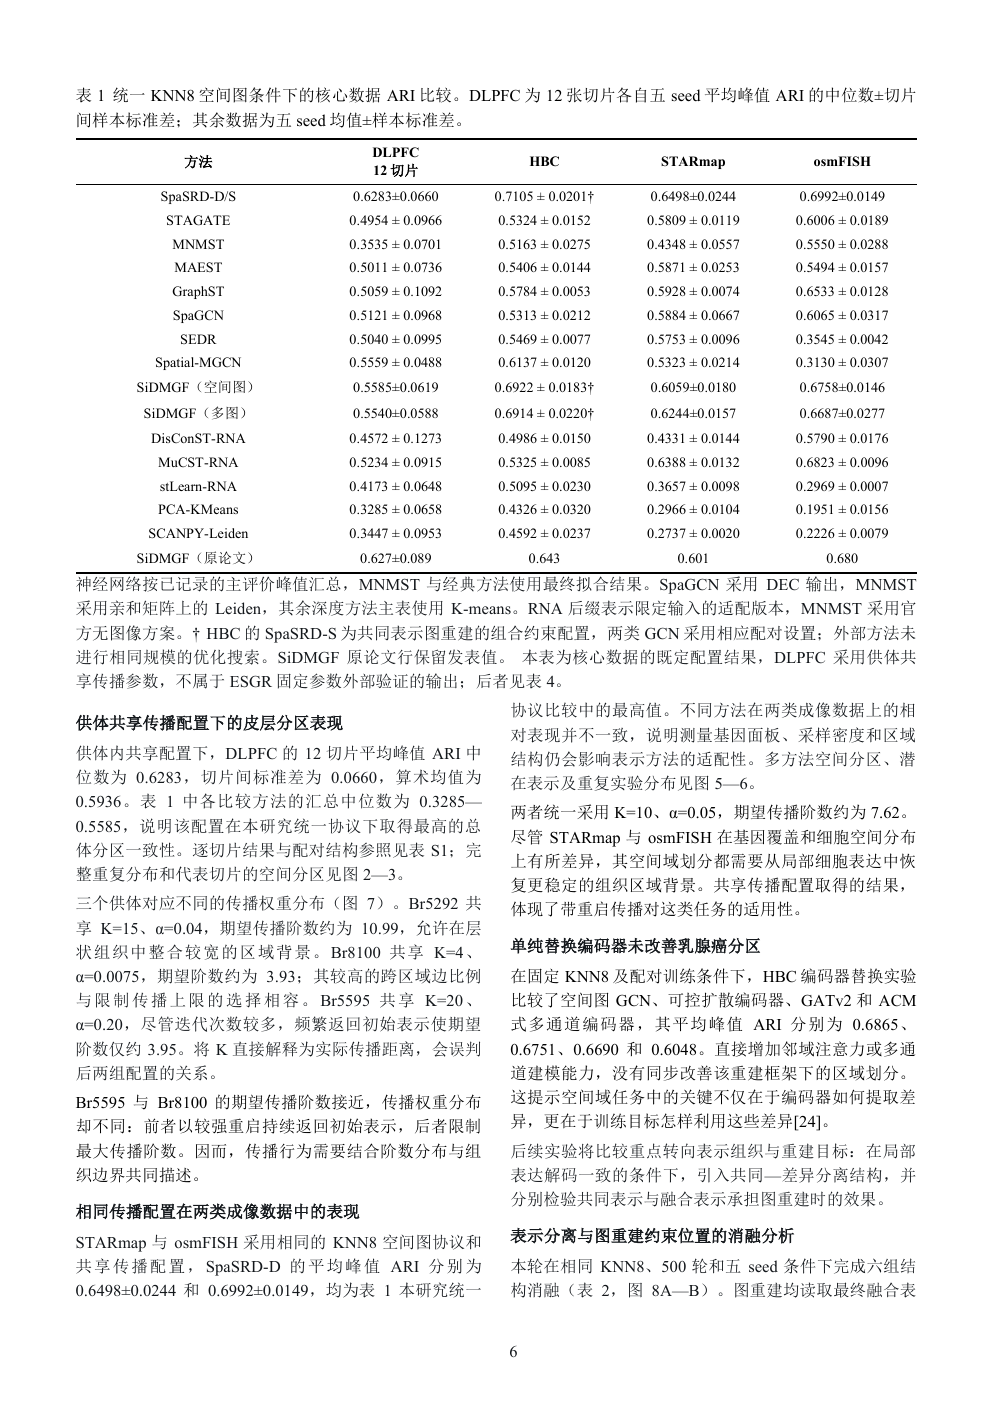 表 1 统一 KNN8 空间图条件下的核心数据 ARI 比较。DLPFC 为 12 张切片各自五 seed 平均峰值 ARI 的中位数±切片
间样本标准差；其余数据为五 seed 均值±样本标准差。
方法 DLPFC 12 切片 HBC STARmap osmFISH
SpaSRD-D/S 0.6283±0.0660 0.7105 ± 0.0201† 0.6498±0.0244 0.6992±0.0149
STAGATE 0.4954 ± 0.0966 0.5324 ± 0.0152 0.5809 ± 0.0119 0.6006 ± 0.0189
MNMST 0.3535 ± 0.0701 0.5163 ± 0.0275 0.4348 ± 0.0557 0.5550 ± 0.0288
MAEST 0.5011 ± 0.0736 0.5406 ± 0.0144 0.5871 ± 0.0253 0.5494 ± 0.0157
GraphST 0.5059 ± 0.1092 0.5784 ± 0.0053 0.5928 ± 0.0074 0.6533 ± 0.0128
SpaGCN 0.5121 ± 0.0968 0.5313 ± 0.0212 0.5884 ± 0.0667 0.6065 ± 0.0317
SEDR 0.5040 ± 0.0995 0.5469 ± 0.0077 0.5753 ± 0.0096 0.3545 ± 0.0042
Spatial-MGCN 0.5559 ± 0.0488 0.6137 ± 0.0120 0.5323 ± 0.0214 0.3130 ± 0.0307
SiDMGF（空间图） 0.5585±0.0619 0.6922 ± 0.0183† 0.6059±0.0180 0.6758±0.0146
SiDMGF（多图） 0.5540±0.0588 0.6914 ± 0.0220† 0.6244±0.0157 0.6687±0.0277
DisConST-RNA 0.4572 ± 0.1273 0.4986 ± 0.0150 0.4331 ± 0.0144 0.5790 ± 0.0176
MuCST-RNA 0.5234 ± 0.0915 0.5325 ± 0.0085 0.6388 ± 0.0132 0.6823 ± 0.0096
stLearn-RNA 0.4173 ± 0.0648 0.5095 ± 0.0230 0.3657 ± 0.0098 0.2969 ± 0.0007
PCA-KMeans 0.3285 ± 0.0658 0.4326 ± 0.0320 0.2966 ± 0.0104 0.1951 ± 0.0156
SCANPY-Leiden 0.3447 ± 0.0953 0.4592 ± 0.0237 0.2737 ± 0.0020 0.2226 ± 0.0079
SiDMGF（原论文） 0.627±0.089 0.643 0.601 0.680
神经网络按已记录的主评价峰值汇总，MNMST 与经典方法使用最终拟合结果。SpaGCN 采用 DEC 输出，MNMST
采用亲和矩阵上的 Leiden，其余深度方法主表使用 K-means。RNA 后缀表示限定输入的适配版本，MNMST 采用官
方无图像方案。† HBC 的 SpaSRD-S 为共同表示图重建的组合约束配置，两类 GCN 采用相应配对设置；外部方法未
进行相同规模的优化搜索。SiDMGF 原论文行保留发表值。 本表为核心数据的既定配置结果，DLPFC 采用供体共
享传播参数，不属于 ESGR 固定参数外部验证的输出；后者见表 4。
供体共享传播配置下的皮层分区表现
供体内共享配置下，DLPFC 的 12 切片平均峰值 ARI 中
位数为 0.6283，切片间标准差为 0.0660，算术均值为
0.5936。表 1 中各比较方法的汇总中位数为 0.3285—
0.5585，说明该配置在本研究统一协议下取得最高的总
体分区一致性。逐切片结果与配对结构参照见表 S1；完
整重复分布和代表切片的空间分区见图 2—3。
三个供体对应不同的传播权重分布（图 7）。Br5292 共
享 K=15、α=0.04，期望传播阶数约为 10.99，允许在层
状组织中整合较宽的区域背景。Br8100 共享 K=4、
α=0.0075，期望阶数约为 3.93；其较高的跨区域边比例
与限制传播上限的选择相容。Br5595 共享 K=20、
α=0.20，尽管迭代次数较多，频繁返回初始表示使期望
阶数仅约 3.95。将 K 直接解释为实际传播距离，会误判
后两组配置的关系。
Br5595 与 Br8100 的期望传播阶数接近，传播权重分布
却不同：前者以较强重启持续返回初始表示，后者限制
最大传播阶数。因而，传播行为需要结合阶数分布与组
织边界共同描述。
相同传播配置在两类成像数据中的表现
STARmap 与 osmFISH 采用相同的 KNN8 空间图协议和
共享传播配置，SpaSRD-D 的平均峰值 ARI 分别为
0.6498±0.0244 和 0.6992±0.0149，均为表 1 本研究统一
协议比较中的最高值。不同方法在两类成像数据上的相
对表现并不一致，说明测量基因面板、采样密度和区域
结构仍会影响表示方法的适配性。多方法空间分区、潜
在表示及重复实验分布见图 5—6。
两者统一采用 K=10、α=0.05，期望传播阶数约为 7.62。
尽管 STARmap 与 osmFISH 在基因覆盖和细胞空间分布
上有所差异，其空间域划分都需要从局部细胞表达中恢
复更稳定的组织区域背景。共享传播配置取得的结果，
体现了带重启传播对这类任务的适用性。
单纯替换编码器未改善乳腺癌分区
在固定 KNN8 及配对训练条件下，HBC 编码器替换实验
比较了空间图 GCN、可控扩散编码器、GATv2 和 ACM
式多通道编码器，其平均峰值 ARI 分别为 0.6865、
0.6751、0.6690 和 0.6048。直接增加邻域注意力或多通
道建模能力，没有同步改善该重建框架下的区域划分。
这提示空间域任务中的关键不仅在于编码器如何提取差
异，更在于训练目标怎样利用这些差异[24]。
后续实验将比较重点转向表示组织与重建目标：在局部
表达解码一致的条件下，引入共同—差异分离结构，并
分别检验共同表示与融合表示承担图重建时的效果。
表示分离与图重建约束位置的消融分析
本轮在相同 KNN8、500 轮和五 seed 条件下完成六组结
构消融（表 2，图 8A—B）。图重建均读取最终融合表
6